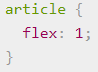 article {
  flex: 1;
}